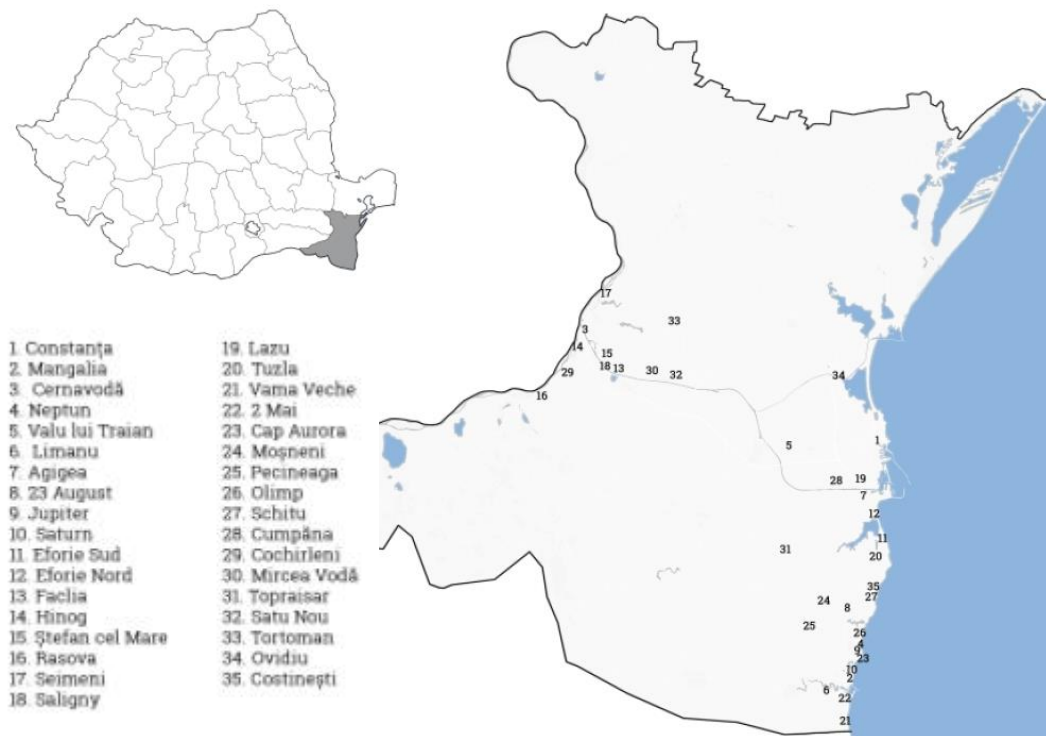 1. Constanța
2. Mangalia
3. Cernavodă
4. Neptun
5. Valu lui Traian
6. Limanu
7. Agigea
8. 23 August
9. Jupiter
10. Saturn
11. Eforie Sud
12. Eforie Nord
13. Faclia
14. Hinog
15. Ștefan cel Mare
16. Rasova
17. Seimeni
18. Saligny
19. Lazu
20. Tuzla
21. Vama Veche
22. 2 Mai
23. Cap Aurora
24. Moșneni
25. Pecineaga
26. Olimp
27. Schitu
28. Cumpăna
29. Cochirleni
30. Mircea Vodă
31. Topraisar
32. Satu Nou
33. Tortoman
34. Ovidiu
35. Costinești
17
33
3
14
15
18
13
29
30
32
34
16
1
5
28
19
7
12
11
31
20
35
27
24
8
25
26
4
9
23
10
2
6
22
21